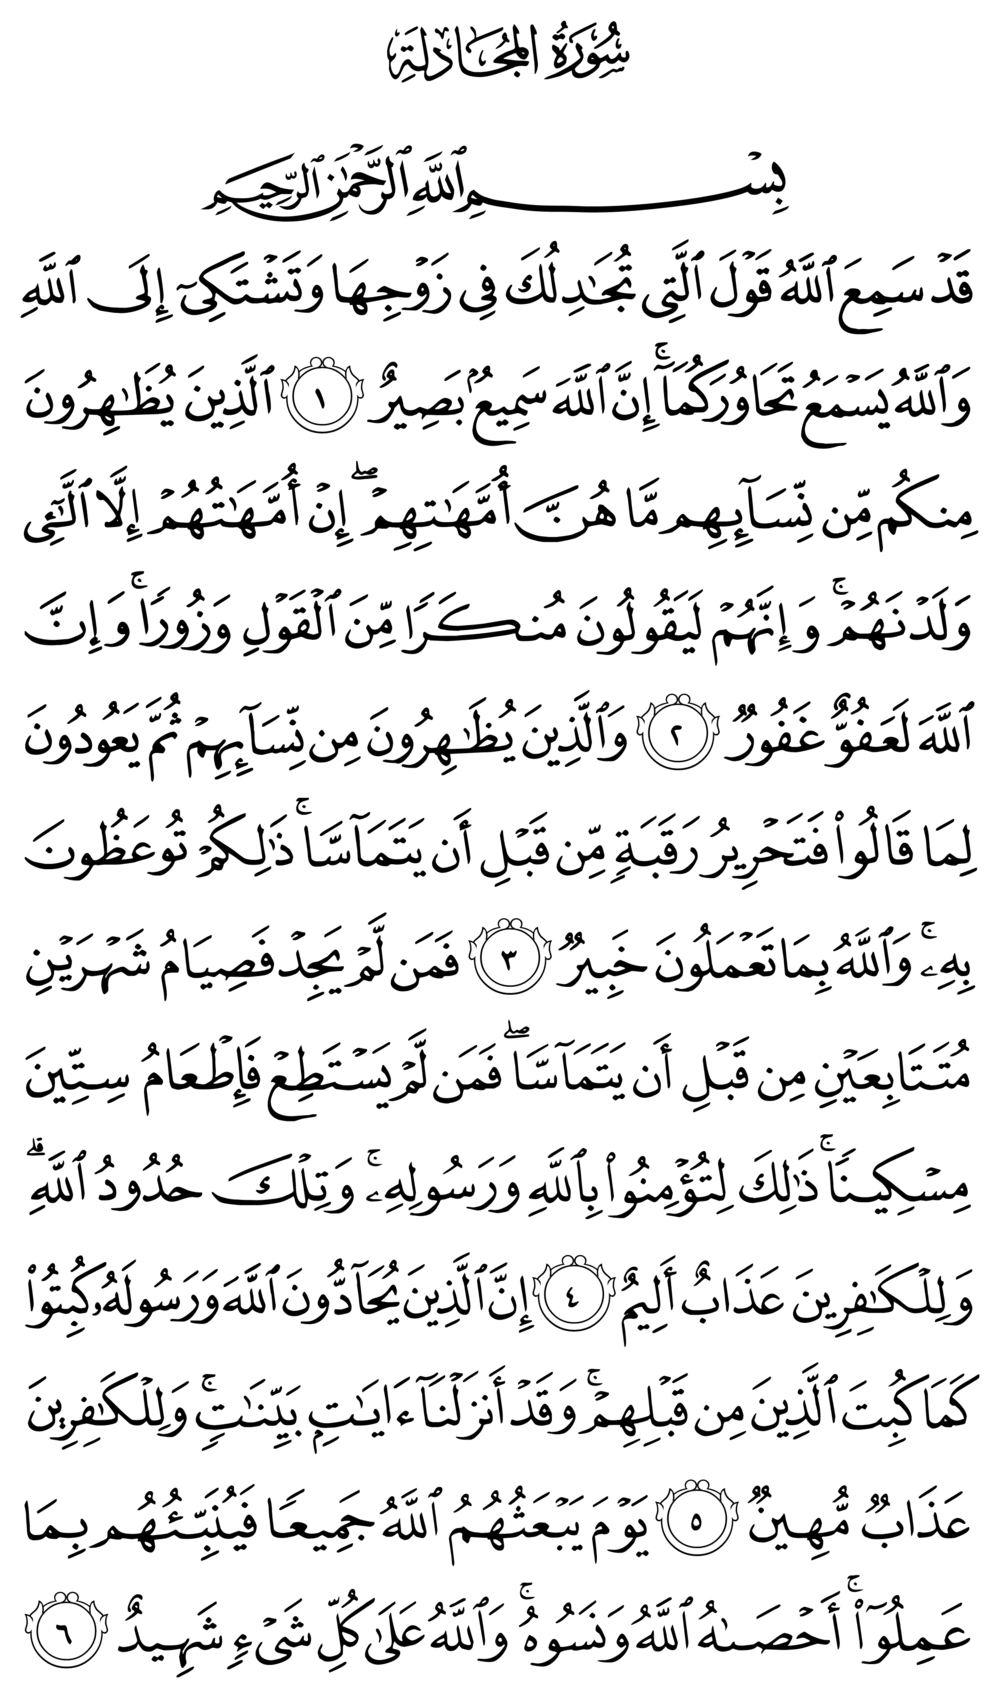 سُورَةُ المُجَادلَةِ
بِسْمِ ٱللَّهِ ٱلرَّحْمَٰنِ ٱلرَّحِيمِ
قَدْ سَمِعَ ٱللَّهُ قَوْلَ ٱلَّتِي تُجَٰدِلُكَ فِي زَوْجِهَا وَتَشْتَكِيٓ إِلَى ٱللَّهِ
وَٱللَّهُ يَسْمَعُ تَحَاوُرَكُمَآۚ إِنَّ ٱللَّهَ سَمِيعُۢ بَصِيرٌ ١ ٱلَّذِينَ يُظَٰهِرُونَ
مِنكُم مِّن نِّسَآئِهِم مَّا هُنَّ أُمَّهَٰتِهِمْۖ إِنْ أُمَّهَٰتُهُمْ إِلَّا ٱلَّٰٓـِٔي
وَلَدْنَهُمْۚ وَإِنَّهُمْ لَيَقُولُونَ مُنكَرًا مِّنَ ٱلْقَوْلِ وَزُورًاۚ وَإِنَّ
ٱللَّهَ لَعَفُوٌّ غَفُورٌ ٢ وَٱلَّذِينَ يُظَٰهِرُونَ مِن نِّسَآئِهِمْ ثُمَّ يَعُودُونَ
لِمَا قَالُوا۟ فَتَحْرِيرُ رَقَبَةٍ مِّن قَبْلِ أَن يَتَمَآسَّاۚ ذَٰلِكُمْ تُوعَظُونَ
بِهِۦۚ وَٱللَّهُ بِمَا تَعْمَلُونَ خَبِيرٌ ٣ فَمَن لَّمْ يَجِدْ فَصِيَامُ شَهْرَيْنِ
مُتَتَابِعَيْنِ مِن قَبْلِ أَن يَتَمَآسَّاۖ فَمَن لَّمْ يَسْتَطِعْ فَإِطْعَامُ سِتِّينَ
مِسْكِينًاۚ ذَٰلِكَ لِتُؤْمِنُوا۟ بِٱللَّهِ وَرَسُولِهِۦۚ وَتِلْكَ حُدُودُ ٱللَّهِۗ
وَلِلْكَٰفِرِينَ عَذَابٌ أَلِيمٌ ٤ إِنَّ ٱلَّذِينَ يُحَآدُّونَ ٱللَّهَ وَرَسُولَهُۥ كُبِتُوا۟
كَمَا كُبِتَ ٱلَّذِينَ مِن قَبْلِهِمْۚ وَقَدْ أَنزَلْنَآ ءَايَٰتٍۭ بَيِّنَٰتٍۚ وَلِلْكَٰفِرِينَ
عَذَابٌ مُّهِينٌ ٥ يَوْمَ يَبْعَثُهُمُ ٱللَّهُ جَمِيعًا فَيُنَبِّئُهُم بِمَا
عَمِلُوٓا۟ۚ أَحْصَىٰهُ ٱللَّهُ وَنَسُوهُۚ وَٱللَّهُ عَلَىٰ كُلِّ شَيْءٍ شَهِيدٌ ٦